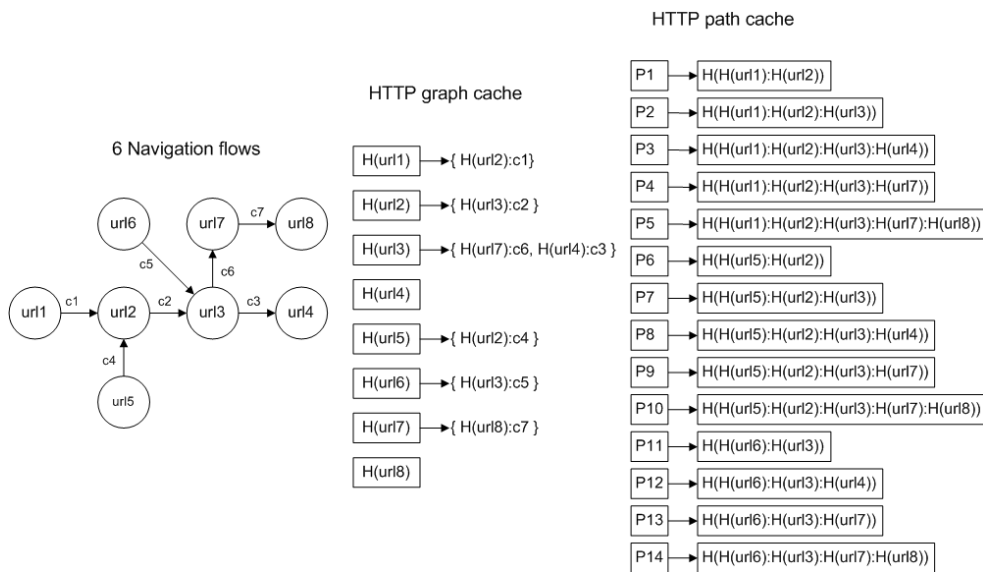 HTTP path cache
HTTP graph cache
6 Navigation flows
url6
url7
c7
url8
c5
c6
url1
c1
url2
c2
url3
c3
url4
c4
url5
H(url1) { H(url2):c1}
H(url2) { H(url3):c2 }
H(url3) { H(url7):c6, H(url4):c3 }
H(url4)
H(url5) { H(url2):c4 }
H(url6) { H(url3):c5 }
H(url7) { H(url8):c7 }
H(url8)
P1 H(H(url1):H(url2))
P2 H(H(url1):H(url2):H(url3))
P3 H(H(url1):H(url2):H(url3):H(url4))
P4 H(H(url1:H(url2):H(url3):H(url7))
P5 H(H(url1):H(url2):H(url3):H(url7):H(url8))
P6 H(H(url5):H(url2))
P7 H(H(url5):H(url2):H(url3))
P8 H(H(url5):H(url2):H(url3):H(url4))
P9 H(H(url5):H(url2):H(url3):H(url7))
P10 H(H(url5):H(url2):H(url3):H(url7):H(url8))
P11 H(H(url6):H(url3))
P12 H(H(url6):H(url3):H(url4))
P13 H(H(url6):H(url3):H(url7))
P14 H(H(url6):H(url3):H(url7):H(url8))